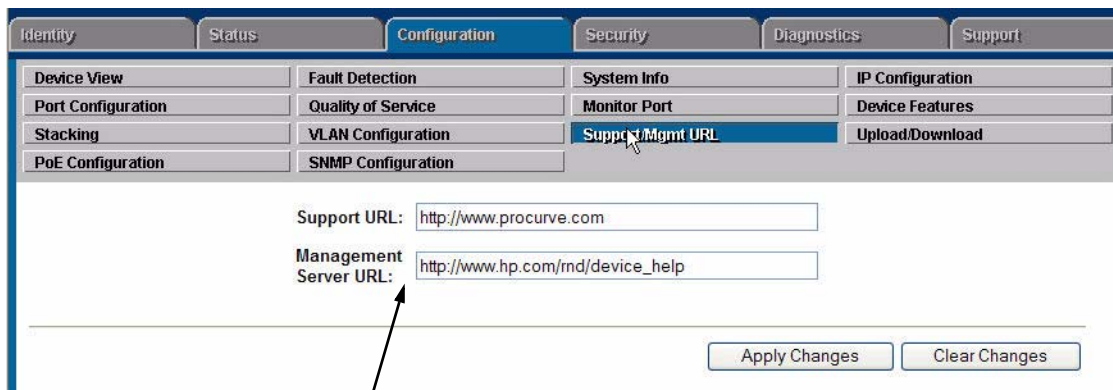 Identity Status Configuration Security Diagnostics Support
Device View Fault Detection System Info IP Configuration
Port Configuration Quality of Service Monitor Port Device Features
Stacking VLAN Configuration Support/Mgmt URL Upload/Download
PoE Configuration SNMP Configuration
Support URL: http://www.procurve.com
Management
Server URL: http://www.hp.com/rnd/device_help
Apply Changes Clear Changes